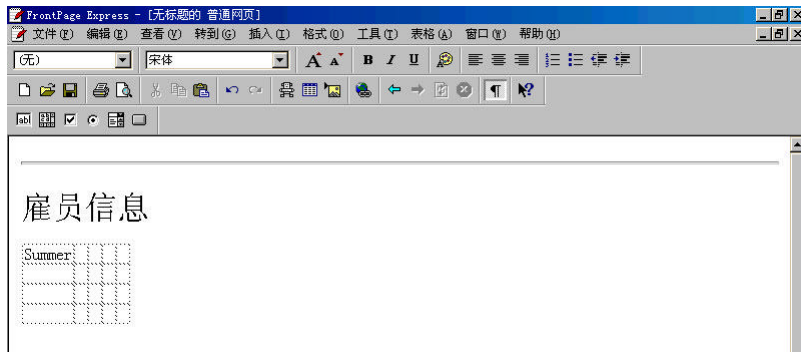 FrontPage Express - [无标题的 普通网页]
文件(F) 编辑(E) 查看(V) 转到(G) 插入(I) 格式(O) 工具(T) 表格(A) 窗口(W) 帮助(H)
(无) 宋体 A A B I U
abl
雇员信息
Summer